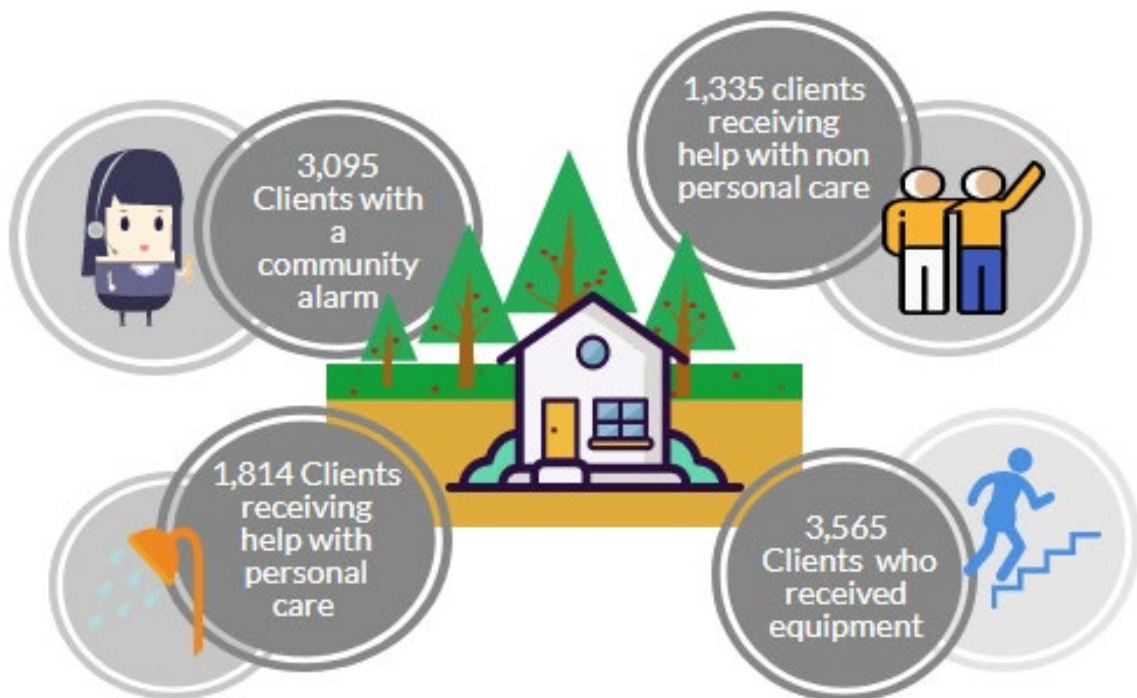 3,095
Clients with
a
community
alarm
1,335 clients
receiving
help with non
personal care
1,814 Clients
receiving
help with
personal
care
3,565
Clients who
received
equipment